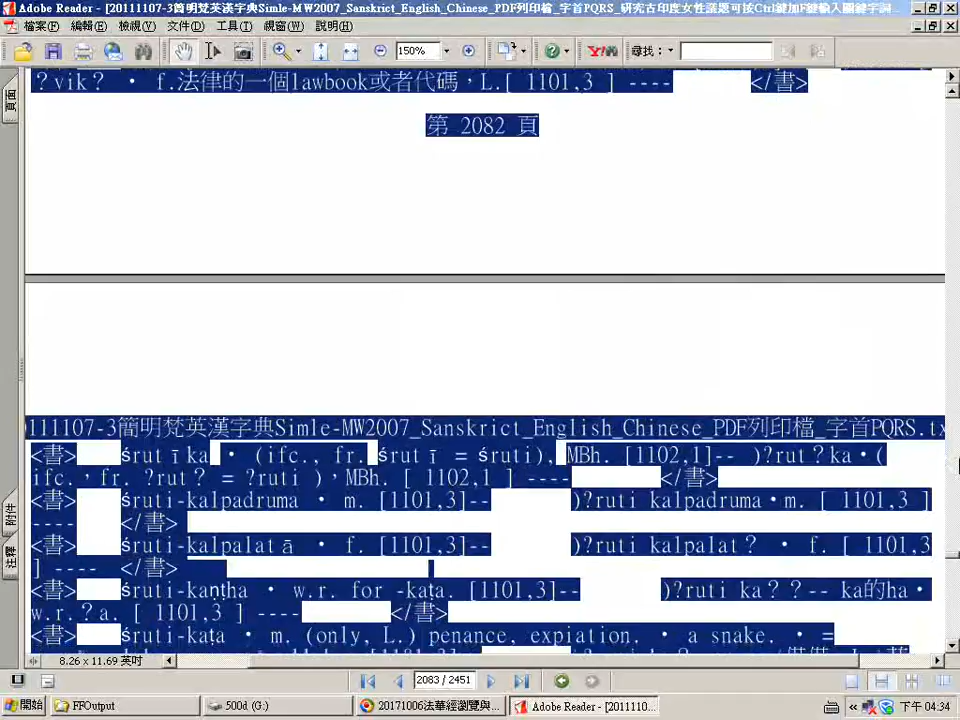 Adobe Reader - [20111107-3簡明梵英漢字典Simle-MW2007_Sanskrict_English_Chinese_PDF列印檔_字首PQRS_研究古印度女性議題可按Ctrl鍵加F鍵輸入關鍵字詞...
檔案(F) 編輯(E) 檢視(V) 文件(D) 工具(T) 視窗(W) 說明(H)
150% Y! 尋找：
頁面
?vik? · f.法律的一個lawbook或者代碼，L.[ 1101,3 ] ---- </書>
第 2082 頁
111107-3簡明梵英漢字典Simle-MW2007_Sanskrict_English_Chinese_PDF列印檔_字首PQRS.tx
<書> śrutīka · (ifc., fr. śrutī = śruti), MBh. [1102,1]-- )?rut?ka·(
ifc.，fr. ?rut? = ?ruti )，MBh. [ 1102,1 ] ---- </書>
<書> śruti-kalpadruma · m. [1101,3]-- )?ruti kalpadruma·m. [ 1101,3 ]
---- </書>
<書> śruti-kalpalatā · f. [1101,3]-- )?ruti kalpalat? · f. [ 1101,3
] ---- </書>
<書> śruti-kaṇṭha · w.r. for -kaṭa. [1101,3]-- )?ruti ka??-- ka的ha·
w.r.?a. [ 1101,3 ] ---- </書>
<書> śruti-kaṭa · m. (only, L.) penance, expiation. · a snake. · =
附件
注釋
8.26 x 11.69 英吋
2083 / 2451
開始 FFOutput 500d (G:) 20171006法華經瀏覽與... Adobe Reader - [2011110... 下午 04:34